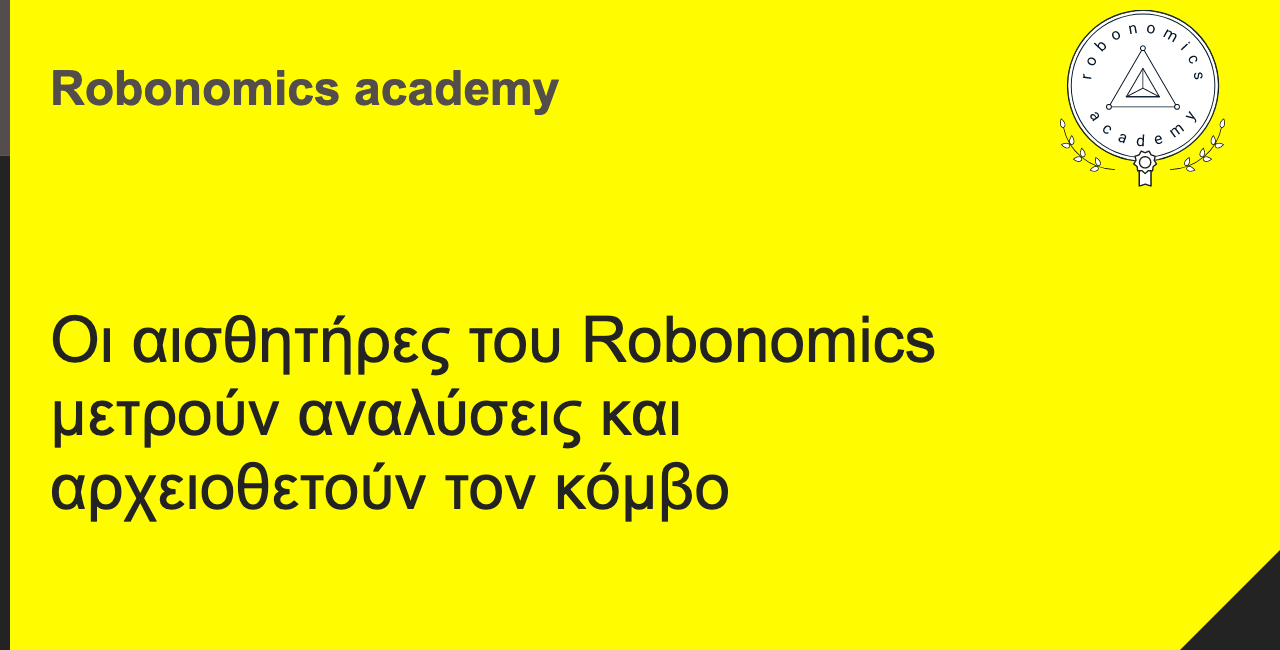 Robonomics academy
robonomics
academy
Οι αισθητήρες του Robonomics
μετρούν αναλύσεις και
αρχειοθετούν τον κόμβο